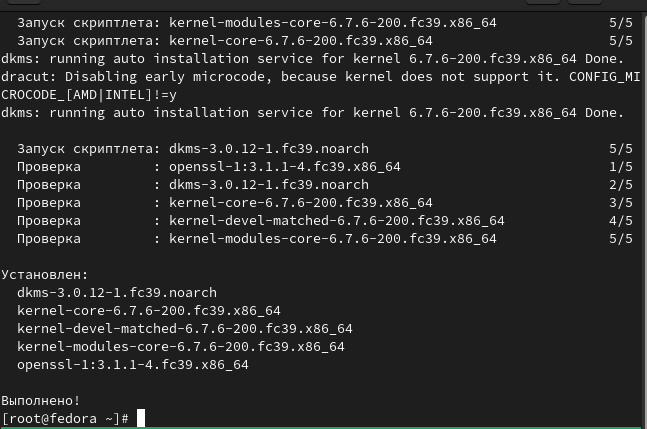 Запуск скриптлета: kernel-modules-core-6.7.6-200.fc39.x86_64 5/5
Запуск скриптлета: kernel-core-6.7.6-200.fc39.x86_64 5/5
dkms: running auto installation service for kernel 6.7.6-200.fc39.x86_64 Done.
dracut: Disabling early microcode, because kernel does not support it. CONFIG_MI
CROCODE_[AMD|INTEL]!=y
dkms: running auto installation service for kernel 6.7.6-200.fc39.x86_64 Done.
Запуск скриптлета: dkms-3.0.12-1.fc39.noarch 5/5
Проверка : openssl-1:3.1.1-4.fc39.x86_64 1/5
Проверка : dkms-3.0.12-1.fc39.noarch 2/5
Проверка : kernel-core-6.7.6-200.fc39.x86_64 3/5
Проверка : kernel-devel-matched-6.7.6-200.fc39.x86_64 4/5
Проверка : kernel-modules-core-6.7.6-200.fc39.x86_64 5/5
Установлен:
dkms-3.0.12-1.fc39.noarch
kernel-core-6.7.6-200.fc39.x86_64
kernel-devel-matched-6.7.6-200.fc39.x86_64
kernel-modules-core-6.7.6-200.fc39.x86_64
openssl-1:3.1.1-4.fc39.x86_64
Выполнено!
[root@fedora ~]#